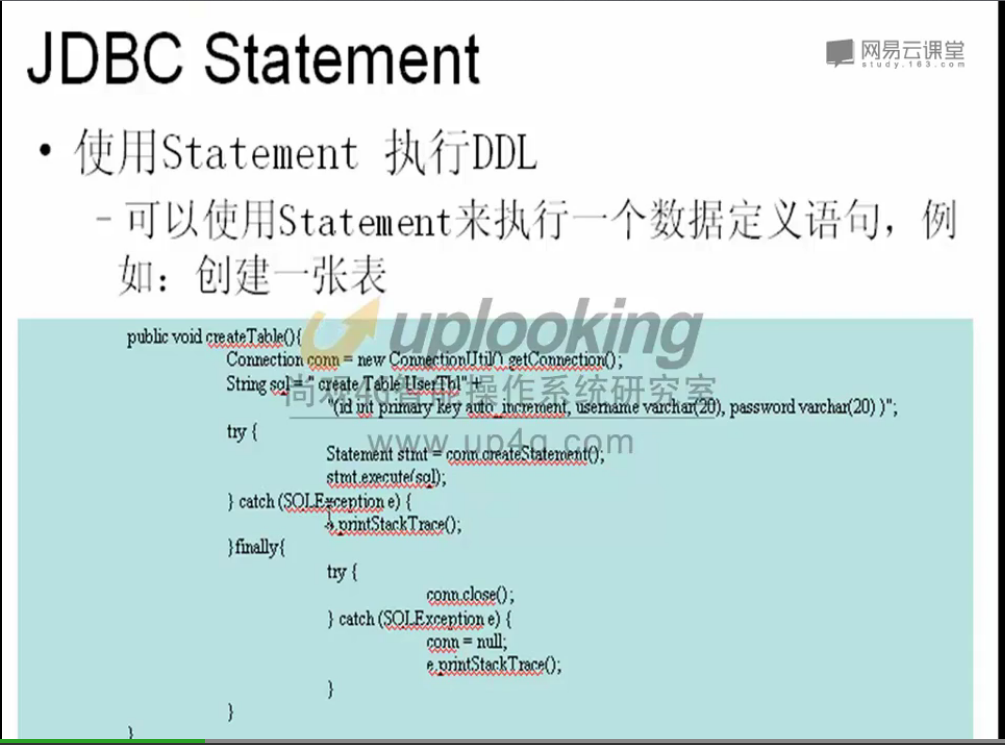 JDBC Statement
网易云课堂
study.163.com
• 使用Statement 执行DDL
－可以使用Statement来执行一个数据定义语句，例
如：创建一张表
uplooking
尚观4G智能操作系统研究室
www.up4g.com
public void createTable(){
Connection conn = new ConnectionUtil().getConnection();
String sql = " create Table UserTbl" +
"(id int primary key auto_increment, username varchar(20), password varchar(20) )";
try {
Statement stmt = conn.createStatement();
stmt.execute(sql);
} catch (SQLException e) {
e.printStackTrace();
}finally{
try {
conn.close();
} catch (SQLException e) {
conn = null;
e.printStackTrace();
}
}
}